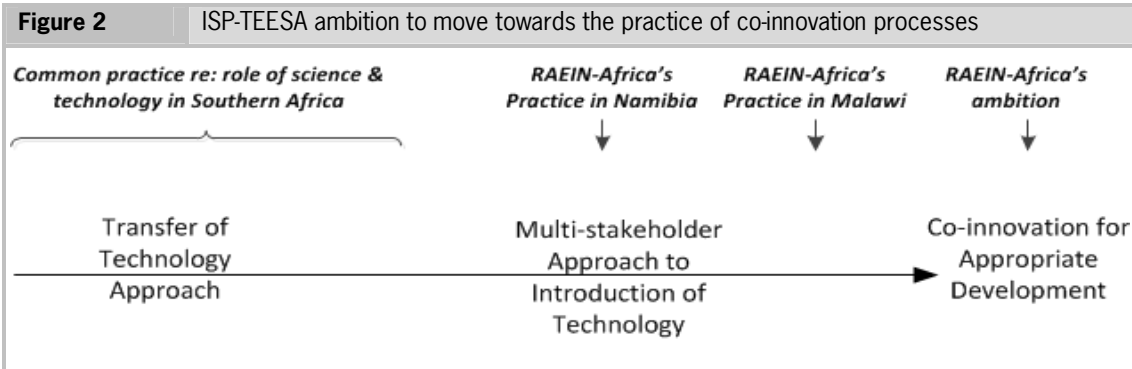 Figure 2 ISP-TEESA ambition to move towards the practice of co-innovation processes
Common practice re: role of science &
technology in Southern Africa
RAEIN-Africa's
Practice in Namibia
RAEIN-Africa's
Practice in Malawi
RAEIN-Africa's
ambition
Transfer of
Technology
Approach
Multi-stakeholder
Approach to
Introduction of
Technology
Co-innovation for
Appropriate
Development